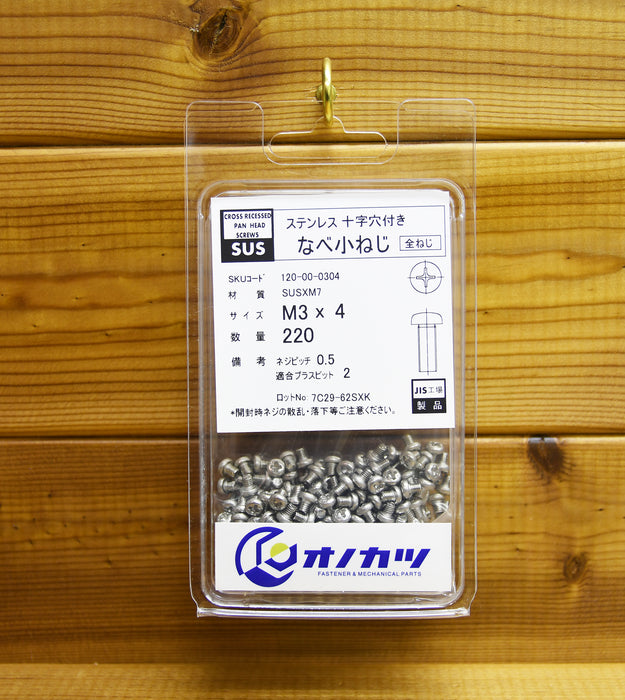 CROSS RECESSED
PAN HEAD
SCREWS
SUS
ステンレス 十字穴付き
なべ小ねじ 全ねじ
SKUコード 120-00-0304
材質 SUSXM7
サイズ M3 x 4
数量 220
備考 ネジピッチ 0.5
適合プラスビット 2
JIS工場
製品
ロットNo 7C29-62SXK
*開封時ネジの散乱・落下等ご注意ください。
オノカツ
FASTENER & MECHANICAL PARTS